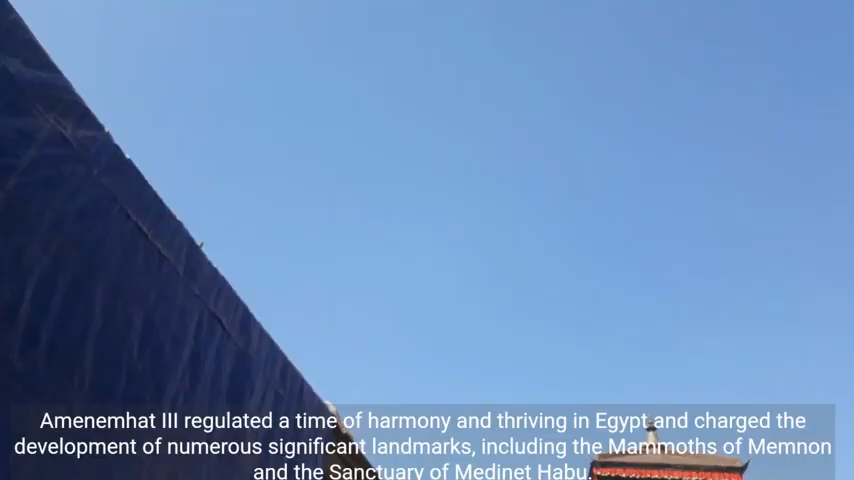 Amenemhat III regulated a time of harmony and thriving in Egypt and charged the
development of numerous significant landmarks, including the Mammoths of Memnon
and the Sanctuary of Medinet Habu.